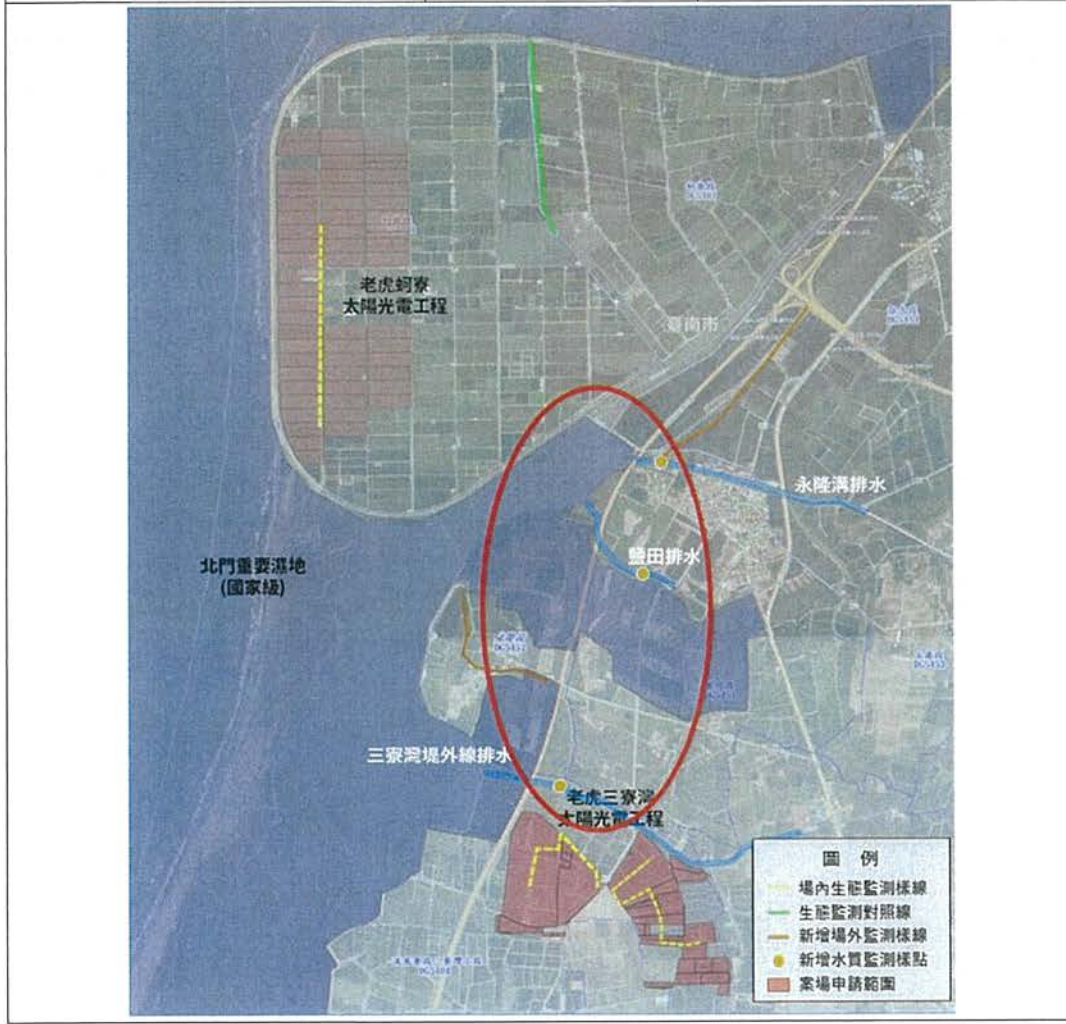 老虎蚵寮
太陽光電工程
臺南市
永隆溝排水
鹽田排水
北門重要濕地
(國家級)
三寮灣堤外線排水
老虎三寮灣
太陽光電工程
圖 例
場內生態監測樣線
生態監測對照線
新增場外監測樣線
新增水質監測樣點
案場申請範圍